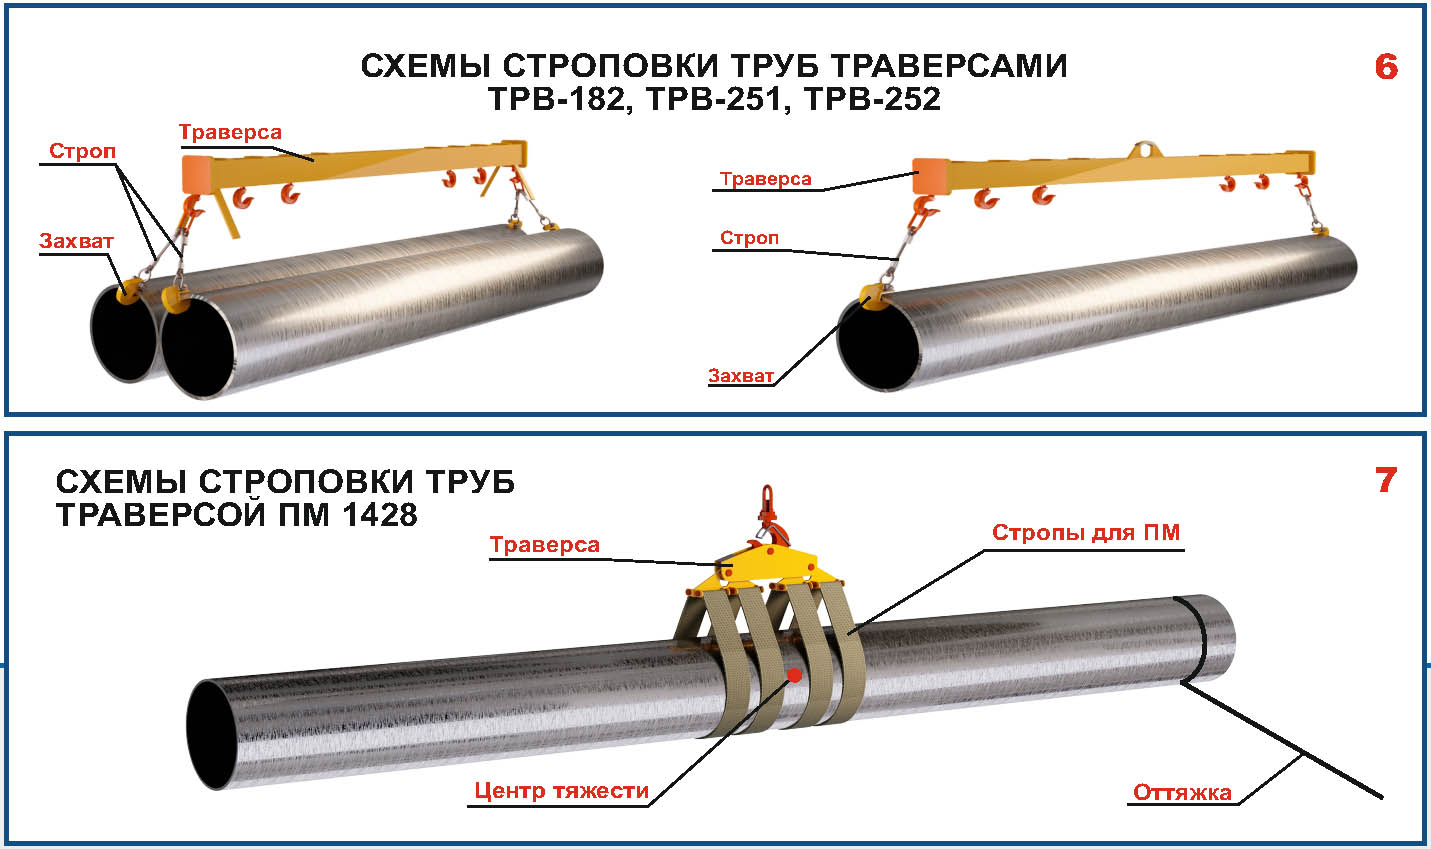 СХЕМЫ СТРОПОВКИ ТРУБ ТРАВЕРСАМИ
ТРВ-182, ТРВ-251, ТРВ-252
6
Траверса
Строп
Захват
Траверса
Строп
Захват
СХЕМЫ СТРОПОВКИ ТРУБ
ТРАВЕРСОЙ ПМ 1428
7
Траверса
Стропы для ПМ
Центр тяжести
Оттяжка